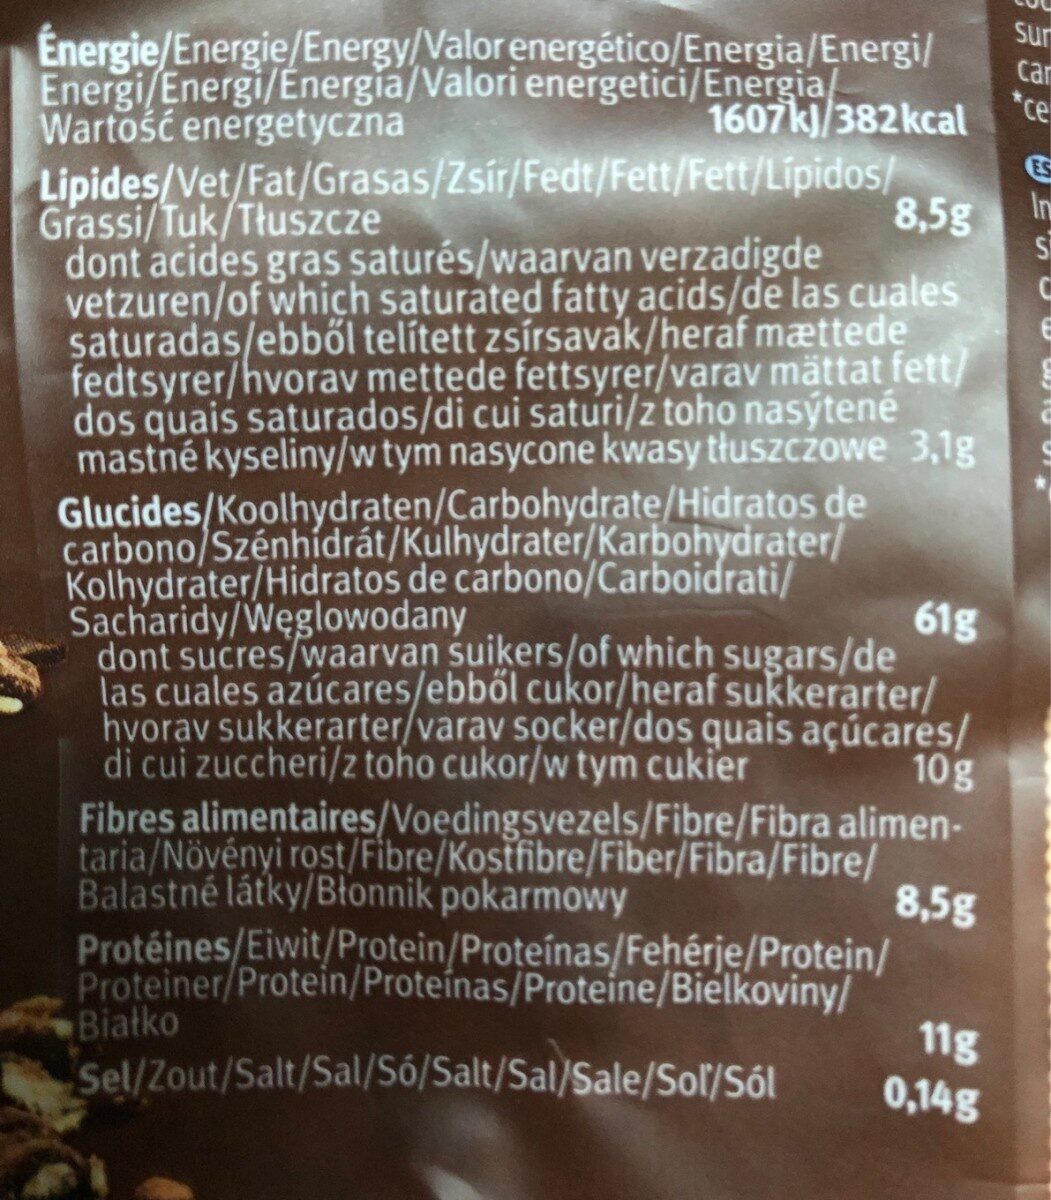 Énergie/Energie/Energy/Valor energético/Energia/Energi/
Energi/Energi/Energia/Valori energetici/Energia/
Wartość energetyczna 1607kJ/382kcal
Lipides/Vet/Fat/Grasas/Zsír/Fedt/Fett/Fett/Lípidos/
Grassi/Tuk/Tłuszcze 8,5g
dont acides gras saturés/waarvan verzadigde
vetzuren/of which saturated fatty acids/de las cuales
saturadas/ebből telített zsírsavak/heraf mættede
fedtsyrer/hvorav mettede fettsyrer/varav mättat fett/
dos quais saturados/di cui saturi/z toho nasýtené
mastné kyseliny/w tym nasycone kwasy tłuszczowe 3,1g
Glucides/Koolhydraten/Carbohydrate/Hidratos de
carbono/Szénhidrát/Kulhydrater/Karbohydrater/
Kolhydrater/Hidratos de carbono/Carboidrati/
Sacharidy/Węglowodany 61g
dont sucres/waarvan suikers/of which sugars/de
las cuales azúcares/ebből cukor/heraf sukkerarter/
hvorav sukkerarter/varav socker/dos quais açúcares/
di cui zuccheri/z toho cukor/w tym cukier 10g
Fibres alimentaires/Voedingsvezels/Fibre/Fibra alimen-
taria/Növényi rost/Fibre/Kostfibre/Fiber/Fibra/Fibre/
Balastné látky/Błonnik pokarmowy 8,5g
Protéines/Eiwit/Protein/Proteínas/Fehérje/Protein/
Proteiner/Protein/Proteínas/Proteine/Bielkoviny/
Białko 11g
Sel/Zout/Salt/Sal/Só/Salt/Sal/Sale/Soľ/Sól 0,14g
ES